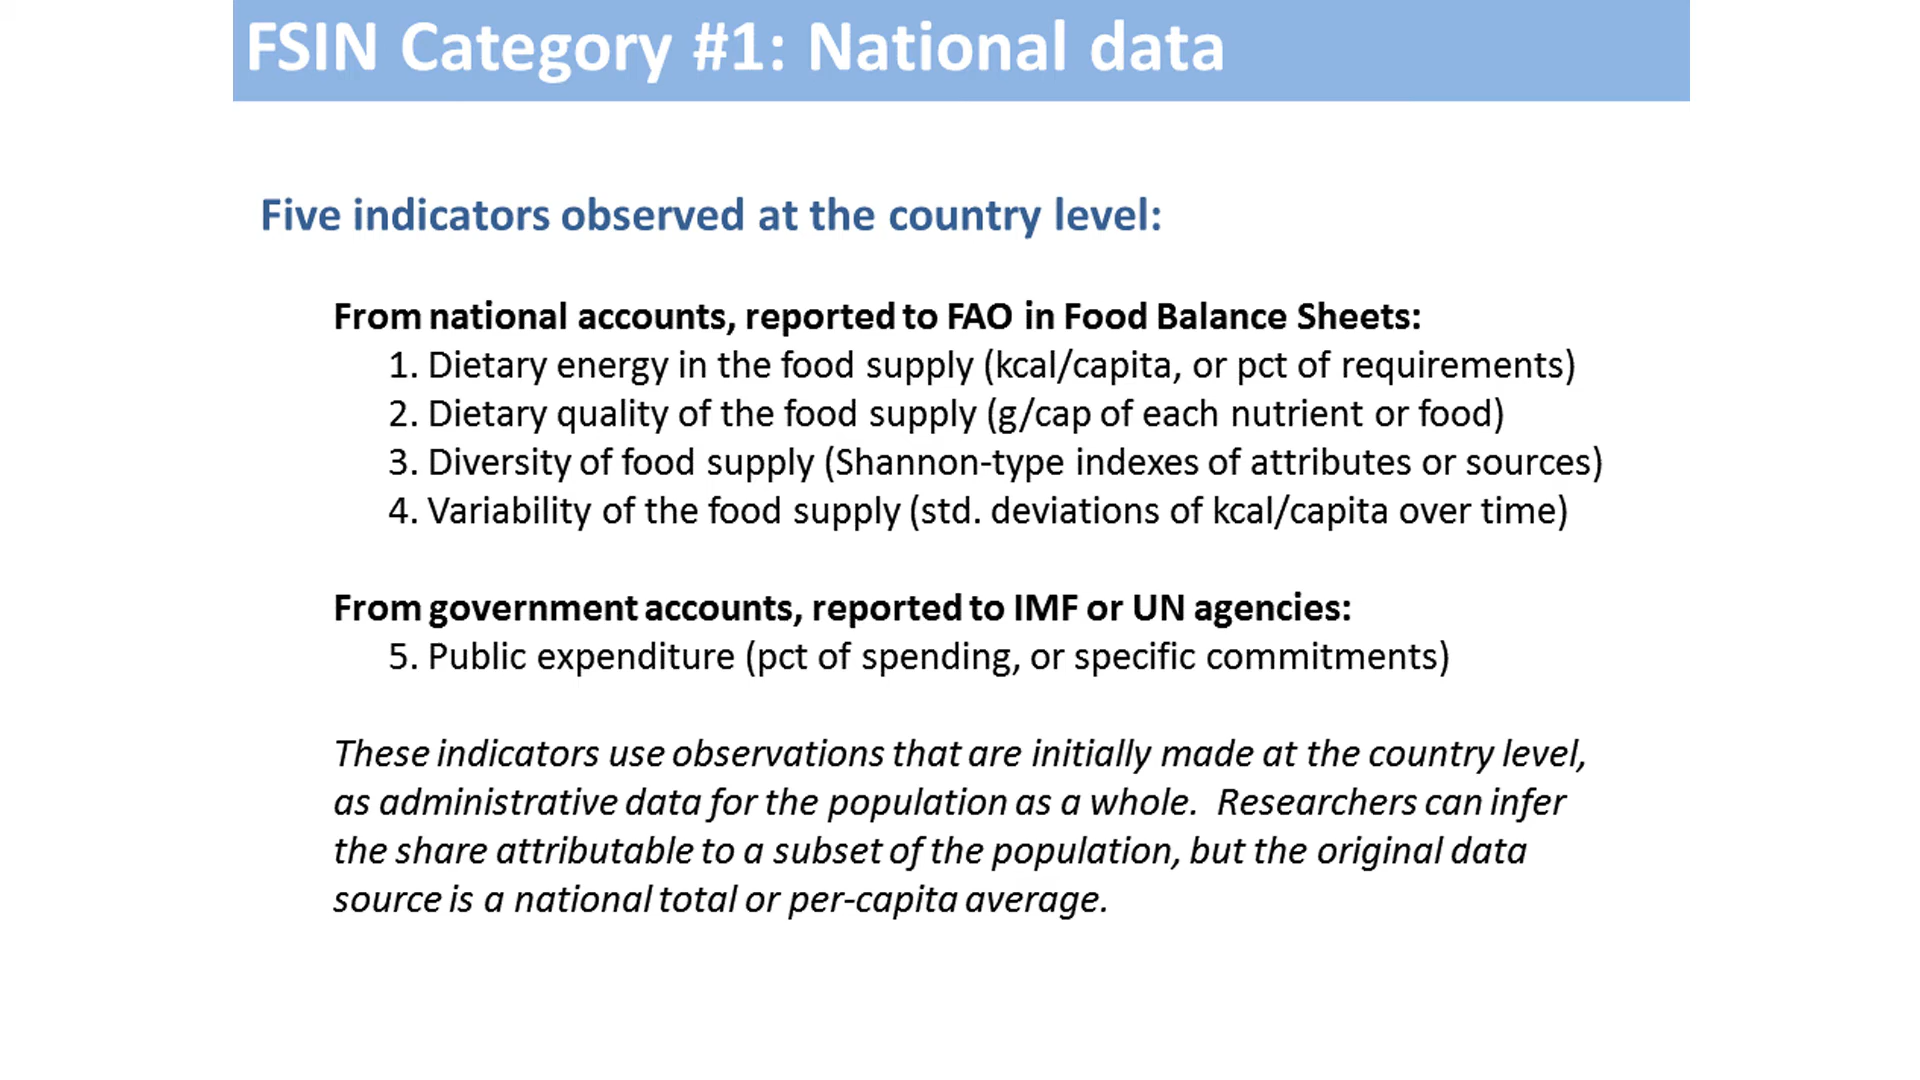 FSIN Category #1: National data
Five indicators observed at the country level:
From national accounts, reported to FAO in Food Balance Sheets:
1. Dietary energy in the food supply (kcal/capita, or pct of requirements)
2. Dietary quality of the food supply (g/cap of each nutrient or food)
3. Diversity of food supply (Shannon-type indexes of attributes or sources)
4. Variability of the food supply (std. deviations of kcal/capita over time)
From government accounts, reported to IMF or UN agencies:
5. Public expenditure (pct of spending, or specific commitments)
These indicators use observations that are initially made at the country level,
as administrative data for the population as a whole.  Researchers can infer
the share attributable to a subset of the population, but the original data
source is a national total or per-capita average.